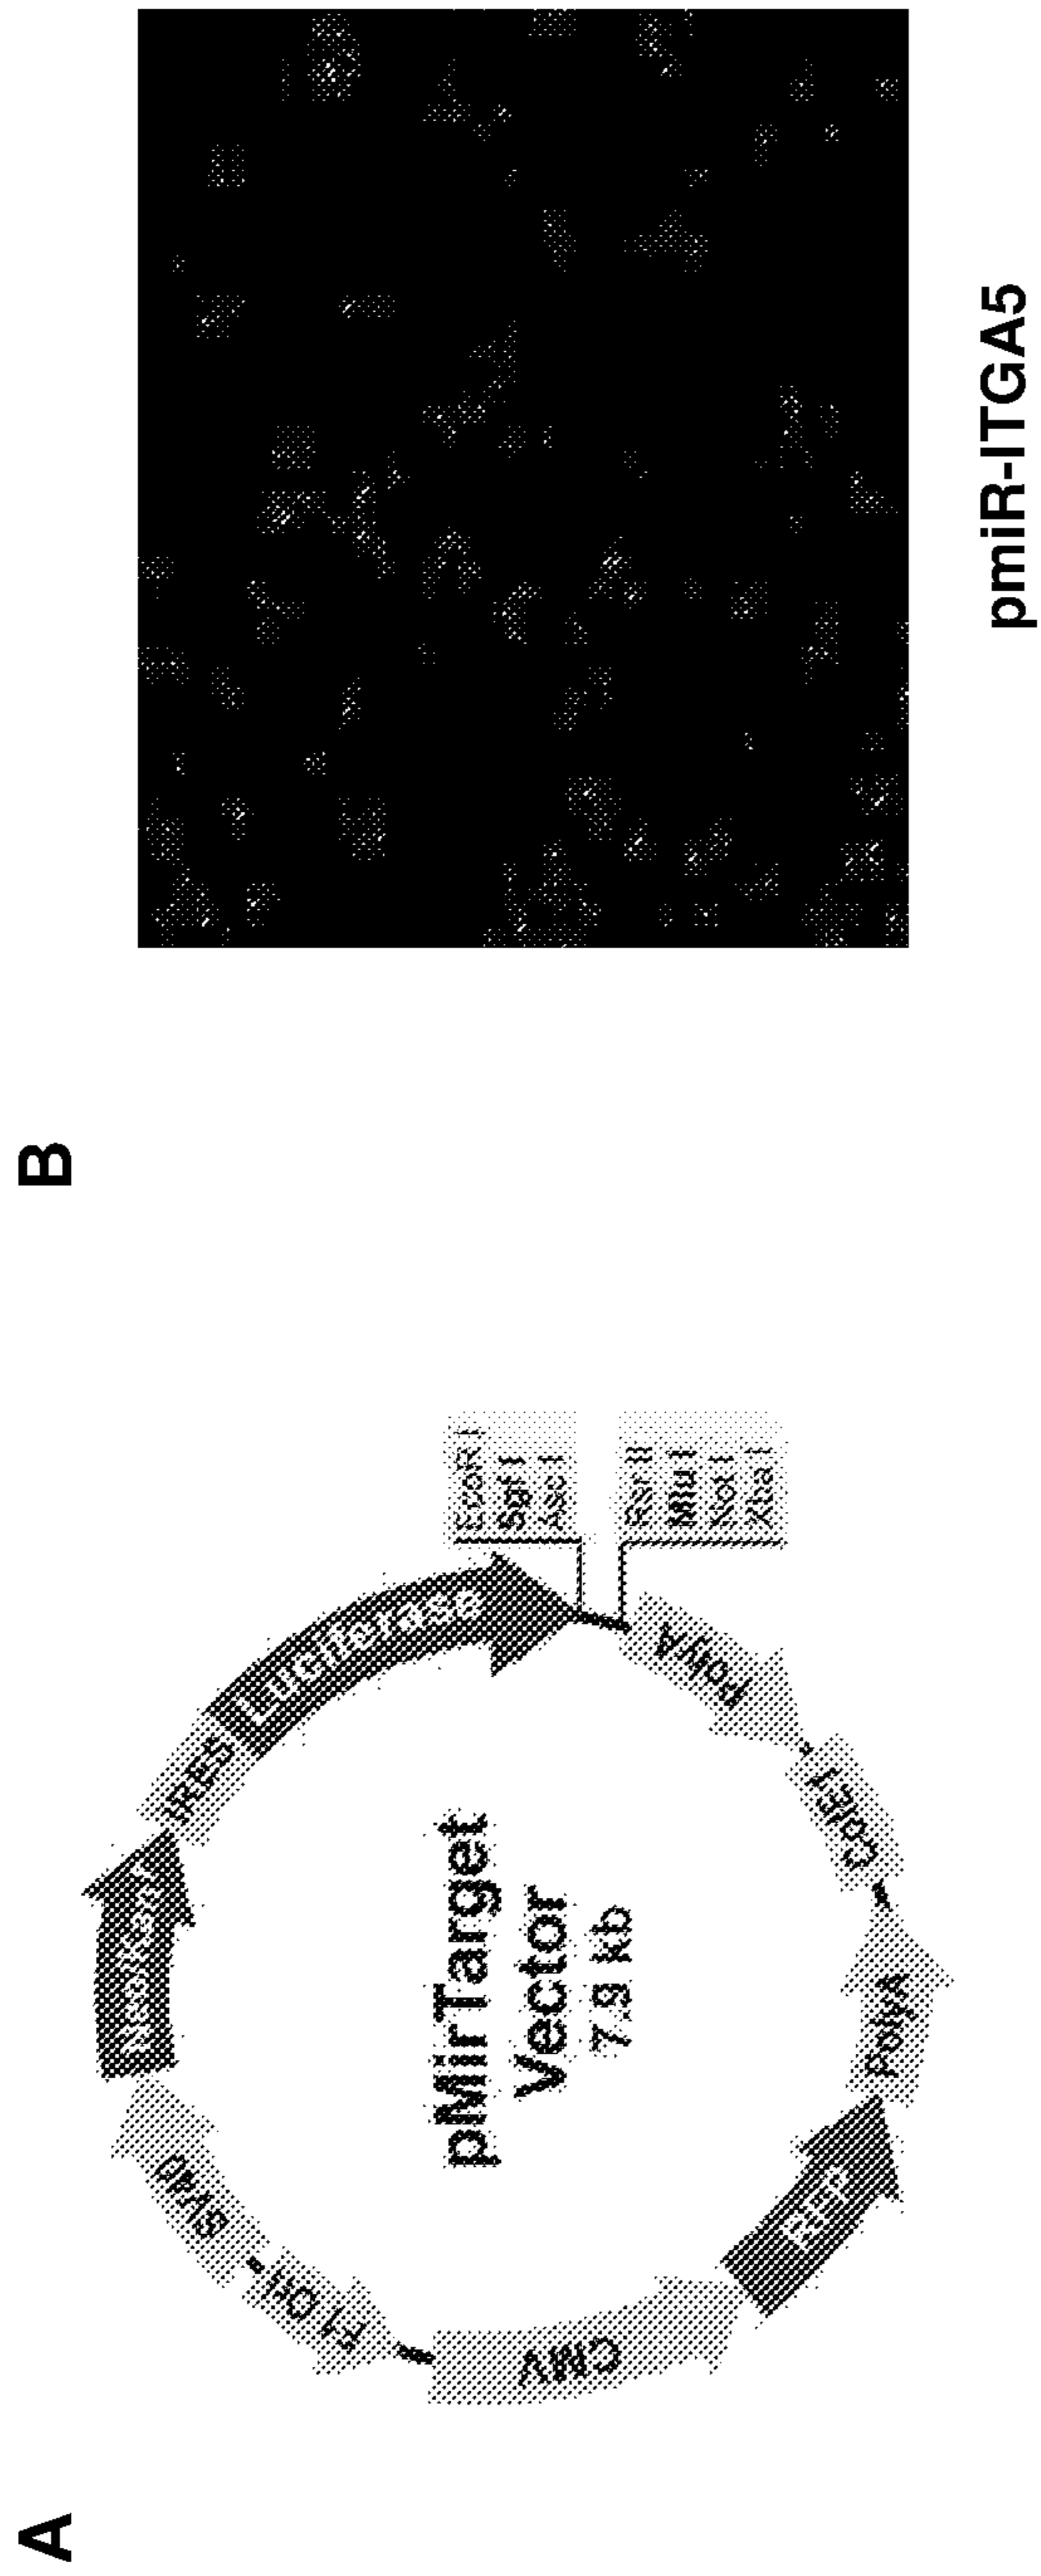 A
pMirTarget
Vector
7.9 kb
SV40
Neomycin
IRES
Luciferase
EcoR I
Sgf I
Asc I
Mlu I
Not I
Xba I
PolyA
ColE1
PolyA
RFP
CMV
F1 Ori
B
pmiR-ITGA5